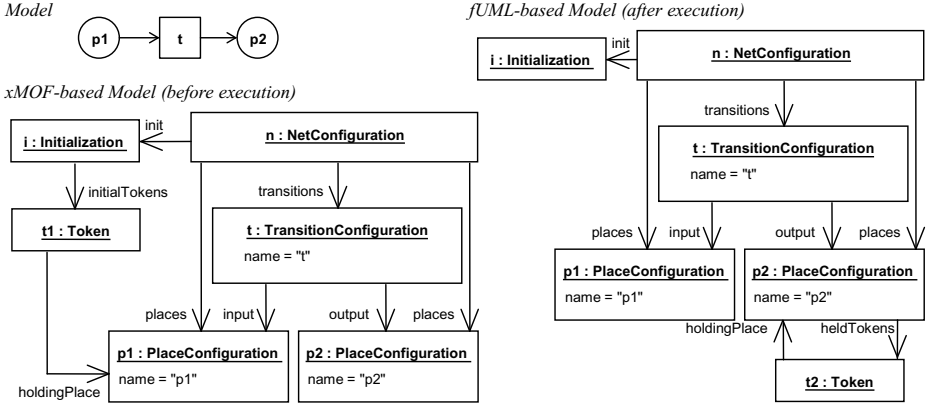 Model
p1
t
p2
xMOF-based Model (before execution)
i : Initialization
init
n : NetConfiguration
initialTokens
transitions
t1 : Token
t : TransitionConfiguration
name = "t"
places
input
output
places
p1 : PlaceConfiguration
name = "p1"
p2 : PlaceConfiguration
name = "p2"
holdingPlace
fUML-based Model (after execution)
init
i : Initialization
n : NetConfiguration
transitions
t : TransitionConfiguration
name = "t"
places
input
output
places
p1 : PlaceConfiguration
name = "p1"
p2 : PlaceConfiguration
name = "p2"
holdingPlace
heldTokens
t2 : Token